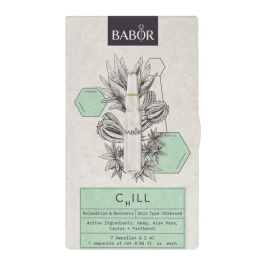 BABOR
CHILL
Relaxation & Recovery | Skin Type: Stressed
Active Ingredients: Hemp, Aloe Vera,
Cactus + Panthenol
7 Ampullen à 2 ml
7 ampoules of net 0.06 fl. oz. each